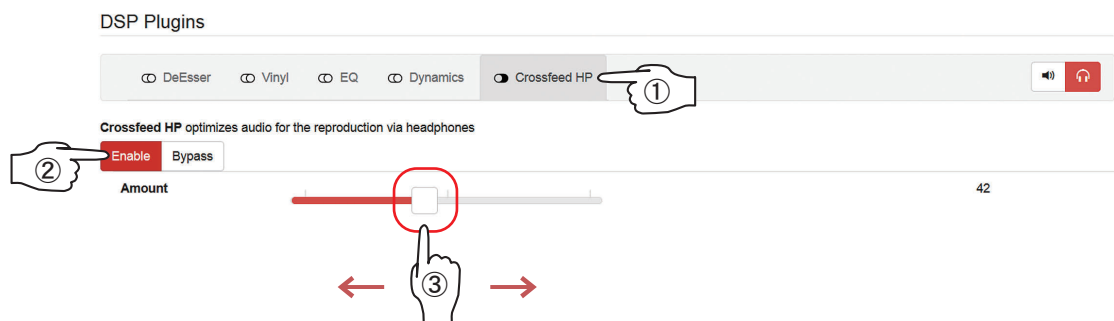 DSP Plugins
DeEsser Vinyl EQ Dynamics Crossfeed HP
①
Crossfeed HP optimizes audio for the reproduction via headphones
② Enable Bypass
Amount 42
③